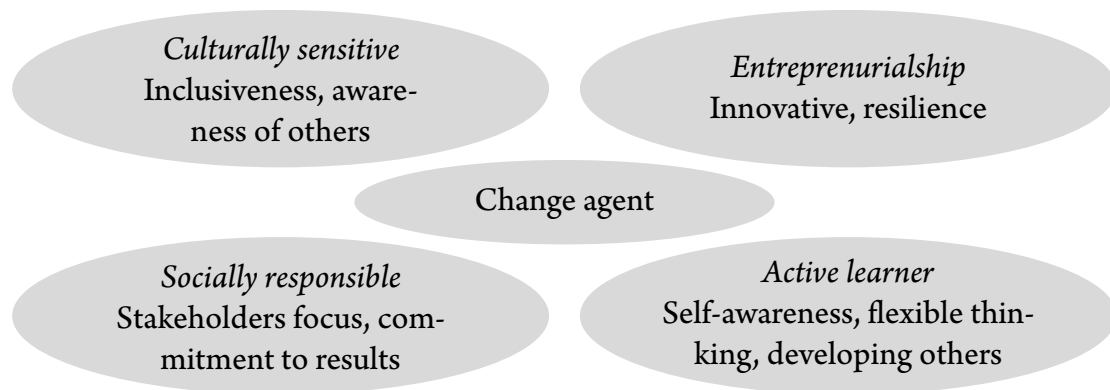 Culturally sensitive
Inclusiveness, aware-
ness of others
Entreprenurialship
Innovative, resilience
Change agent
Socially responsible
Stakeholders focus, com-
mitment to results
Active learner
Self-awareness, flexible thin-
king, developing others